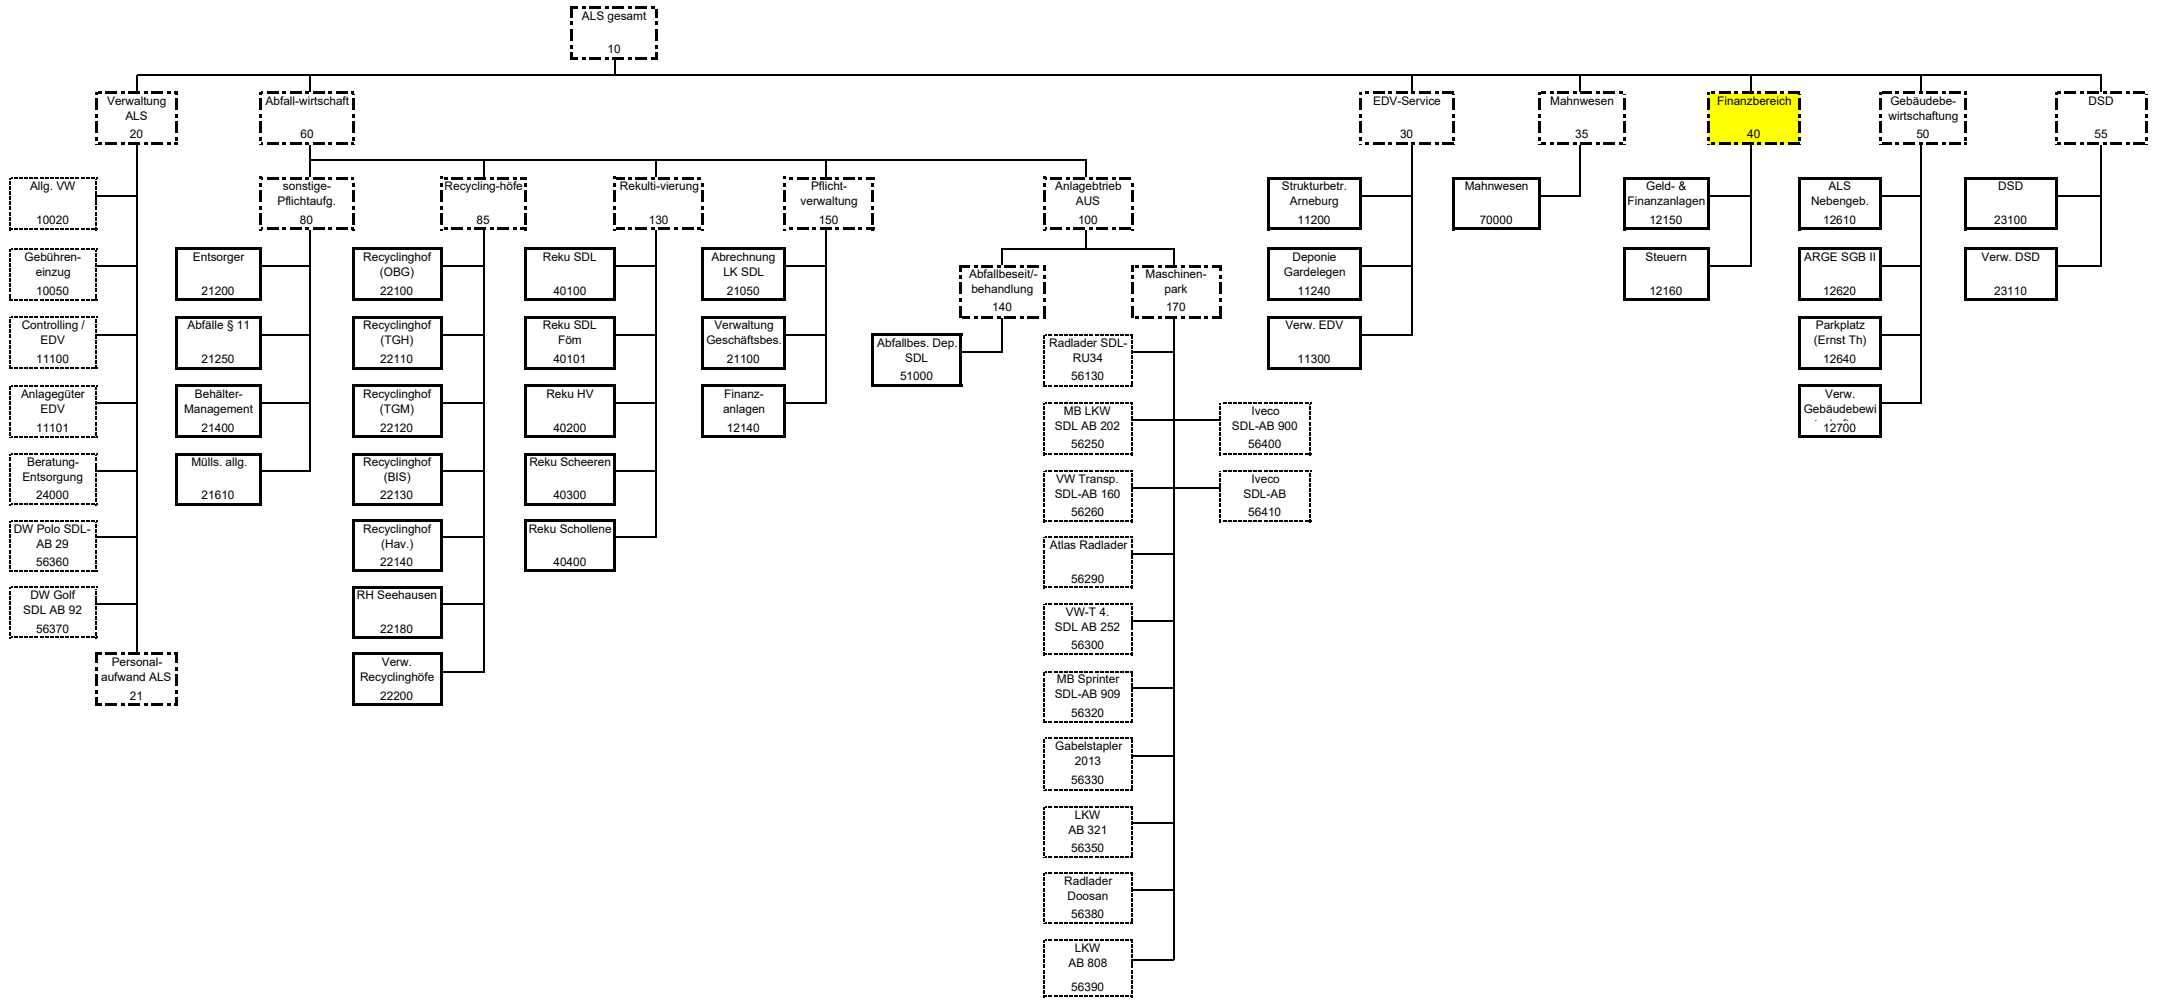 ALS gesamt
10
Verwaltung
ALS
20
Abfall-wirtschaft
60
EDV-Service
30
Mahnwesen
35
Finanzbereich
40
Gebäudebe-
wirtschaftung
50
DSD
55
Allg. VW
10020
Gebühren-
einzug
10050
Controlling /
EDV
11100
Anlagegüter
EDV
11101
Beratung-
Entsorgung
24000
DW Polo SDL-
AB 29
56360
DW Golf
SDL AB 92
56370
Personal-
aufwand ALS
21
sonstige-
Pflichtaufg.
80
Entsorger
21200
Abfälle § 11
21250
Behälter-
Management
21400
Mülls. allg.
21610
Recycling-höfe
85
Recyclinghof
(OBG)
22100
Recyclinghof
(TGH)
22110
Recyclinghof
(TGM)
22120
Recyclinghof
(BIS)
22130
Recyclinghof
(Hav.)
22140
RH Seehausen
22180
Verw.
Recyclinghöfe
22200
Rekulti-vierung
130
Reku SDL
40100
Reku SDL
Föm
40101
Reku HV
40200
Reku Scheeren
40300
Reku Schollene
40400
Pflicht-
verwaltung
150
Abrechnung
LK SDL
21050
Verwaltung
Geschäftsbes.
21100
Finanz-
anlagen
12140
Anlagebtrieb
AUS
100
Abfallbeseit/-
behandlung
140
Abfallbes. Dep.
SDL
51000
Maschinen-
park
170
Radlader SDL-
RU34
56130
MB LKW
SDL AB 202
56250
Iveco
SDL-AB 900
56400
VW Transp.
SDL-AB 160
56260
Iveco
SDL-AB
56410
Atlas Radlader
56290
VW-T 4.
SDL AB 252
56300
MB Sprinter
SDL-AB 909
56320
Gabelstapler
2013
56330
LKW
AB 321
56350
Radlader
Doosan
56380
LKW
AB 808
56390
Strukturbetr.
Arneburg
11200
Deponie
Gardelegen
11240
Verw. EDV
11300
Mahnwesen
70000
Geld- &
Finanzanlagen
12150
Steuern
12160
ALS
Nebengeb.
12610
ARGE SGB II
12620
Parkplatz
(Ernst Th)
12640
Verw.
Gebäudebewi
12700
DSD
23100
Verw. DSD
23110